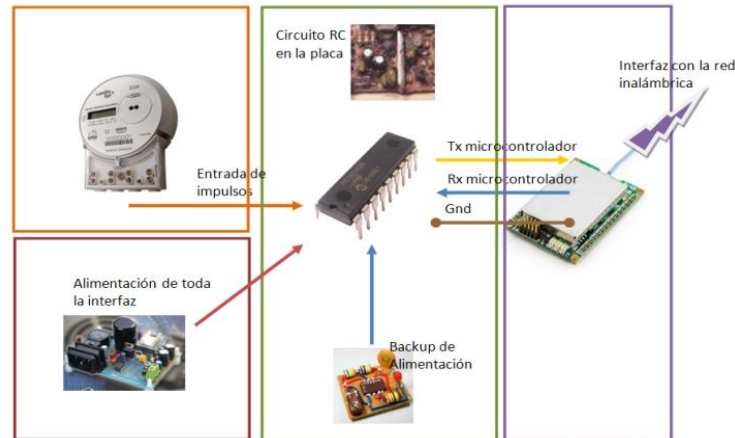 Circuito RC
en la placa
Interfaz con la red
inalámbrica
Entrada de
impulsos
Tx microcontrolador
Rx microcontrolador
Gnd
Alimentación de toda
la interfaz
Backup de
Alimentación